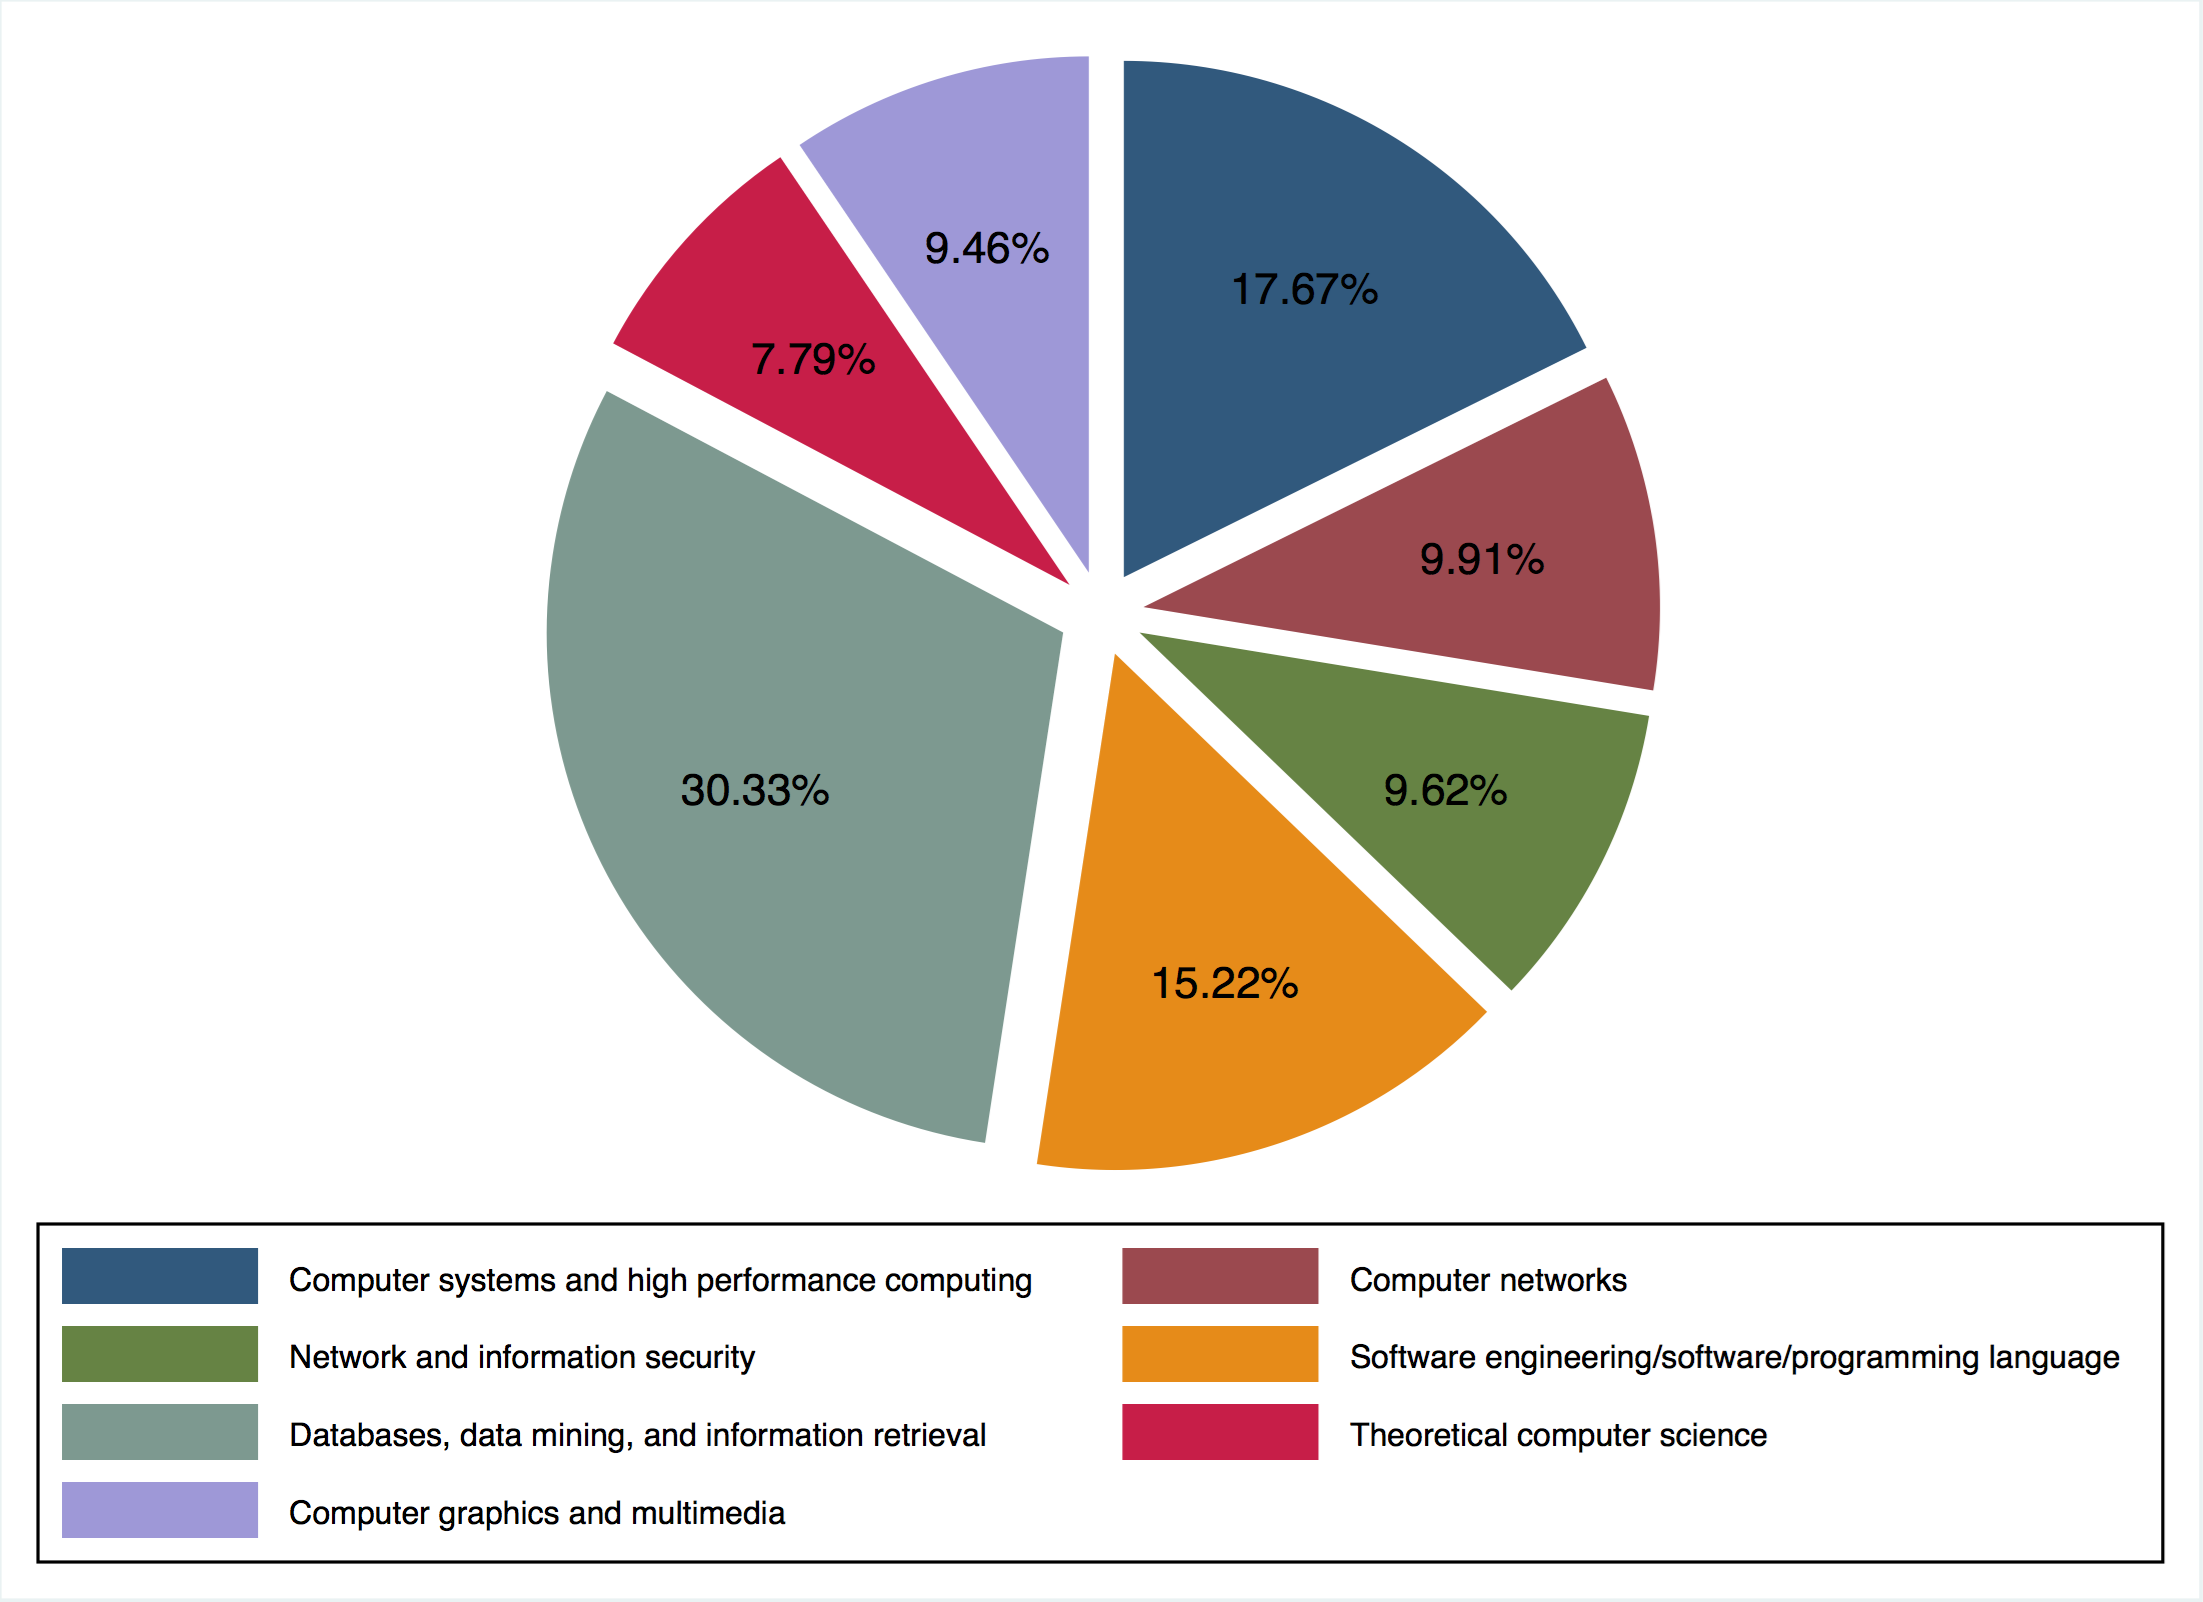 9.46%
17.67%
7.79%
9.91%
30.33%
9.62%
15.22%
Computer systems and high performance computing
Computer networks
Network and information security
Software engineering/software/programming language
Databases, data mining, and information retrieval
Theoretical computer science
Computer graphics and multimedia